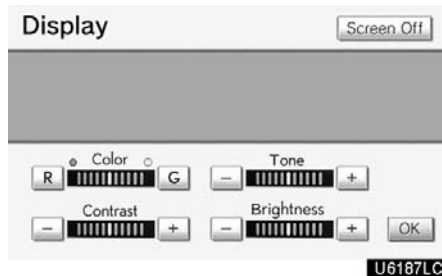 Display
Screen Off
Color
Tone
R
G
−
+
Contrast
Brightness
−
+
−
+
OK
U6187LC